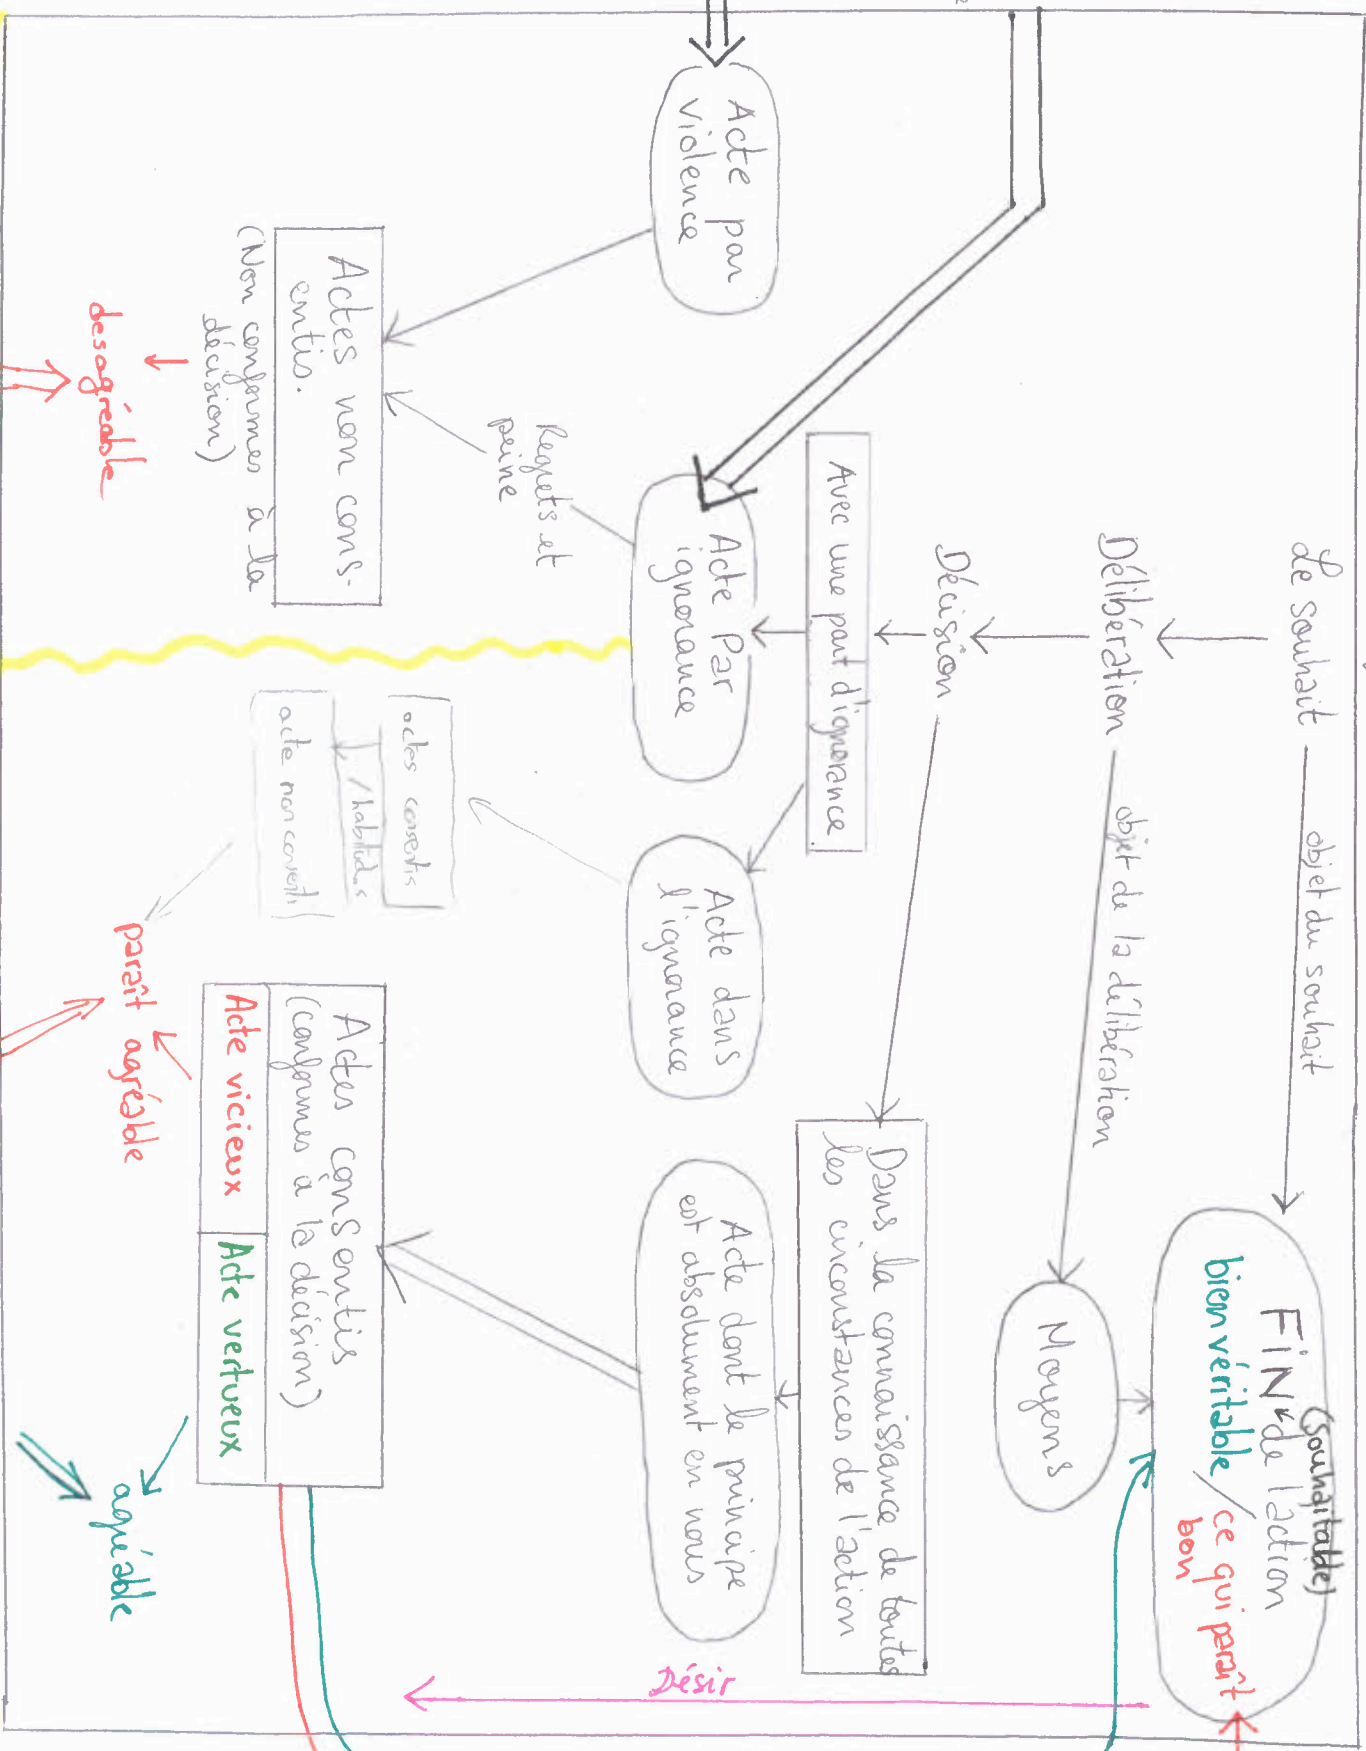 Le souhait
objet du souhait
(souhaitable)
FIN de l'action
bien véritable / ce qui paraît
bon
Délibération
objet de la délibération
Moyens
Décision
Avec une part d'ignorance
Dans la connaissance de toutes
les circonstances de l'action
Désir
Acte par
violence
Acte Par
ignorance
Acte dans
l'ignorance
Acte dont le principe
est absolument en nous
Regrets et
peine
Actes non cons-
entis.
(Non conformes à la
décision)
actes consentis
/habitudes
acte non consenti
Actes consentis
(conformes à la décision)
Acte vicieux
Acte vertueux
desagréable
paraît agréable
agréable